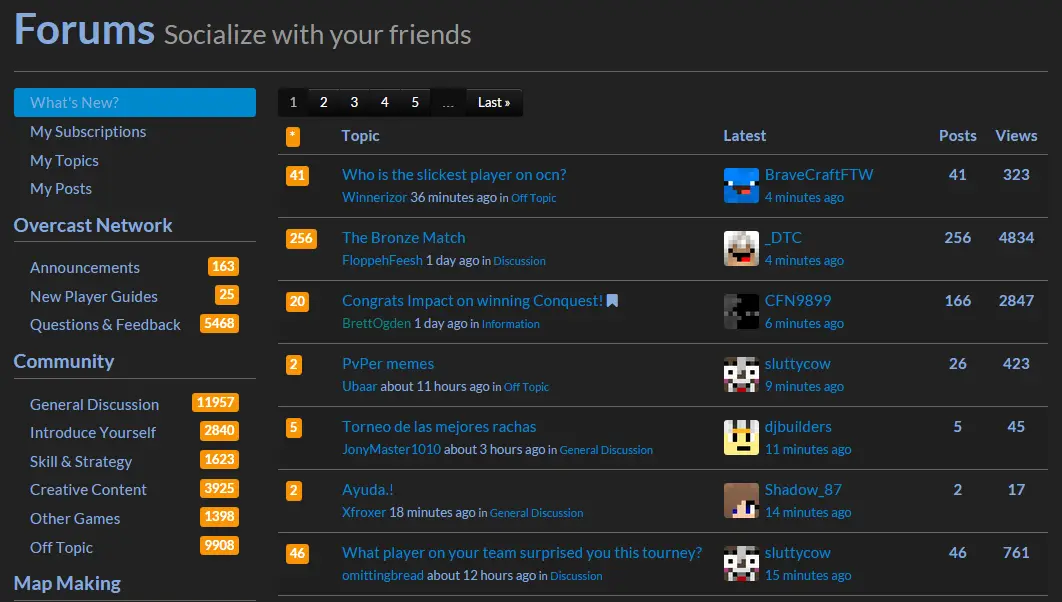 Forums Socialize with your friends
What's New?
My Subscriptions
My Topics
My Posts
Overcast Network
Announcements 163
New Player Guides 25
Questions & Feedback 5468
Community
General Discussion 11957
Introduce Yourself 2840
Skill & Strategy 1623
Creative Content 3925
Other Games 1398
Off Topic 9908
Map Making
1 2 3 4 5 ... Last »
* Topic Latest Posts Views
41 Who is the slickest player on ocn? BraveCraftFTW 41 323
Winnerizor 36 minutes ago in Off Topic 4 minutes ago
256 The Bronze Match _DTC 256 4834
FloppehFeesh 1 day ago in Discussion 4 minutes ago
20 Congrats Impact on winning Conquest! CFN9899 166 2847
BrettOgden 1 day ago in Information 6 minutes ago
2 PvPer memes sluttycow 26 423
Ubaar about 11 hours ago in Off Topic 9 minutes ago
5 Torneo de las mejores rachas djbuilders 5 45
JonyMaster1010 about 3 hours ago in General Discussion 11 minutes ago
2 Ayuda.! Shadow_87 2 17
Xfroxer 18 minutes ago in General Discussion 14 minutes ago
46 What player on your team surprised you this tourney? sluttycow 46 761
omittingbread about 12 hours ago in Discussion 15 minutes ago